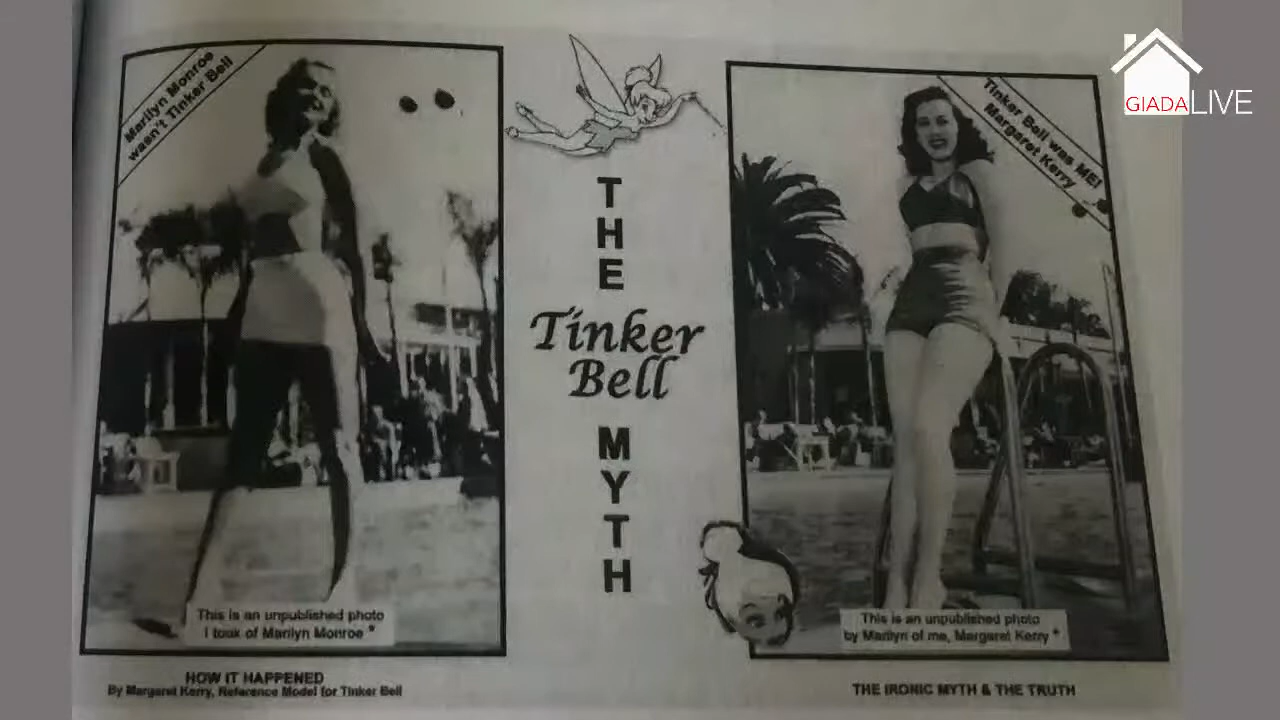 GIADALIVE
Marilyn Monroe
wasn't Tinker Bell
THE
Tinker
Bell
MYTH
Tinker Bell was ME!
Margaret Kerry
This is an unpublished photo
I took of Marilyn Monroe *
This is an unpublished photo
by Marilyn of me, Margaret Kerry *
HOW IT HAPPENED
By Margaret Kerry, Reference Model for Tinker Bell
THE IRONIC MYTH & THE TRUTH